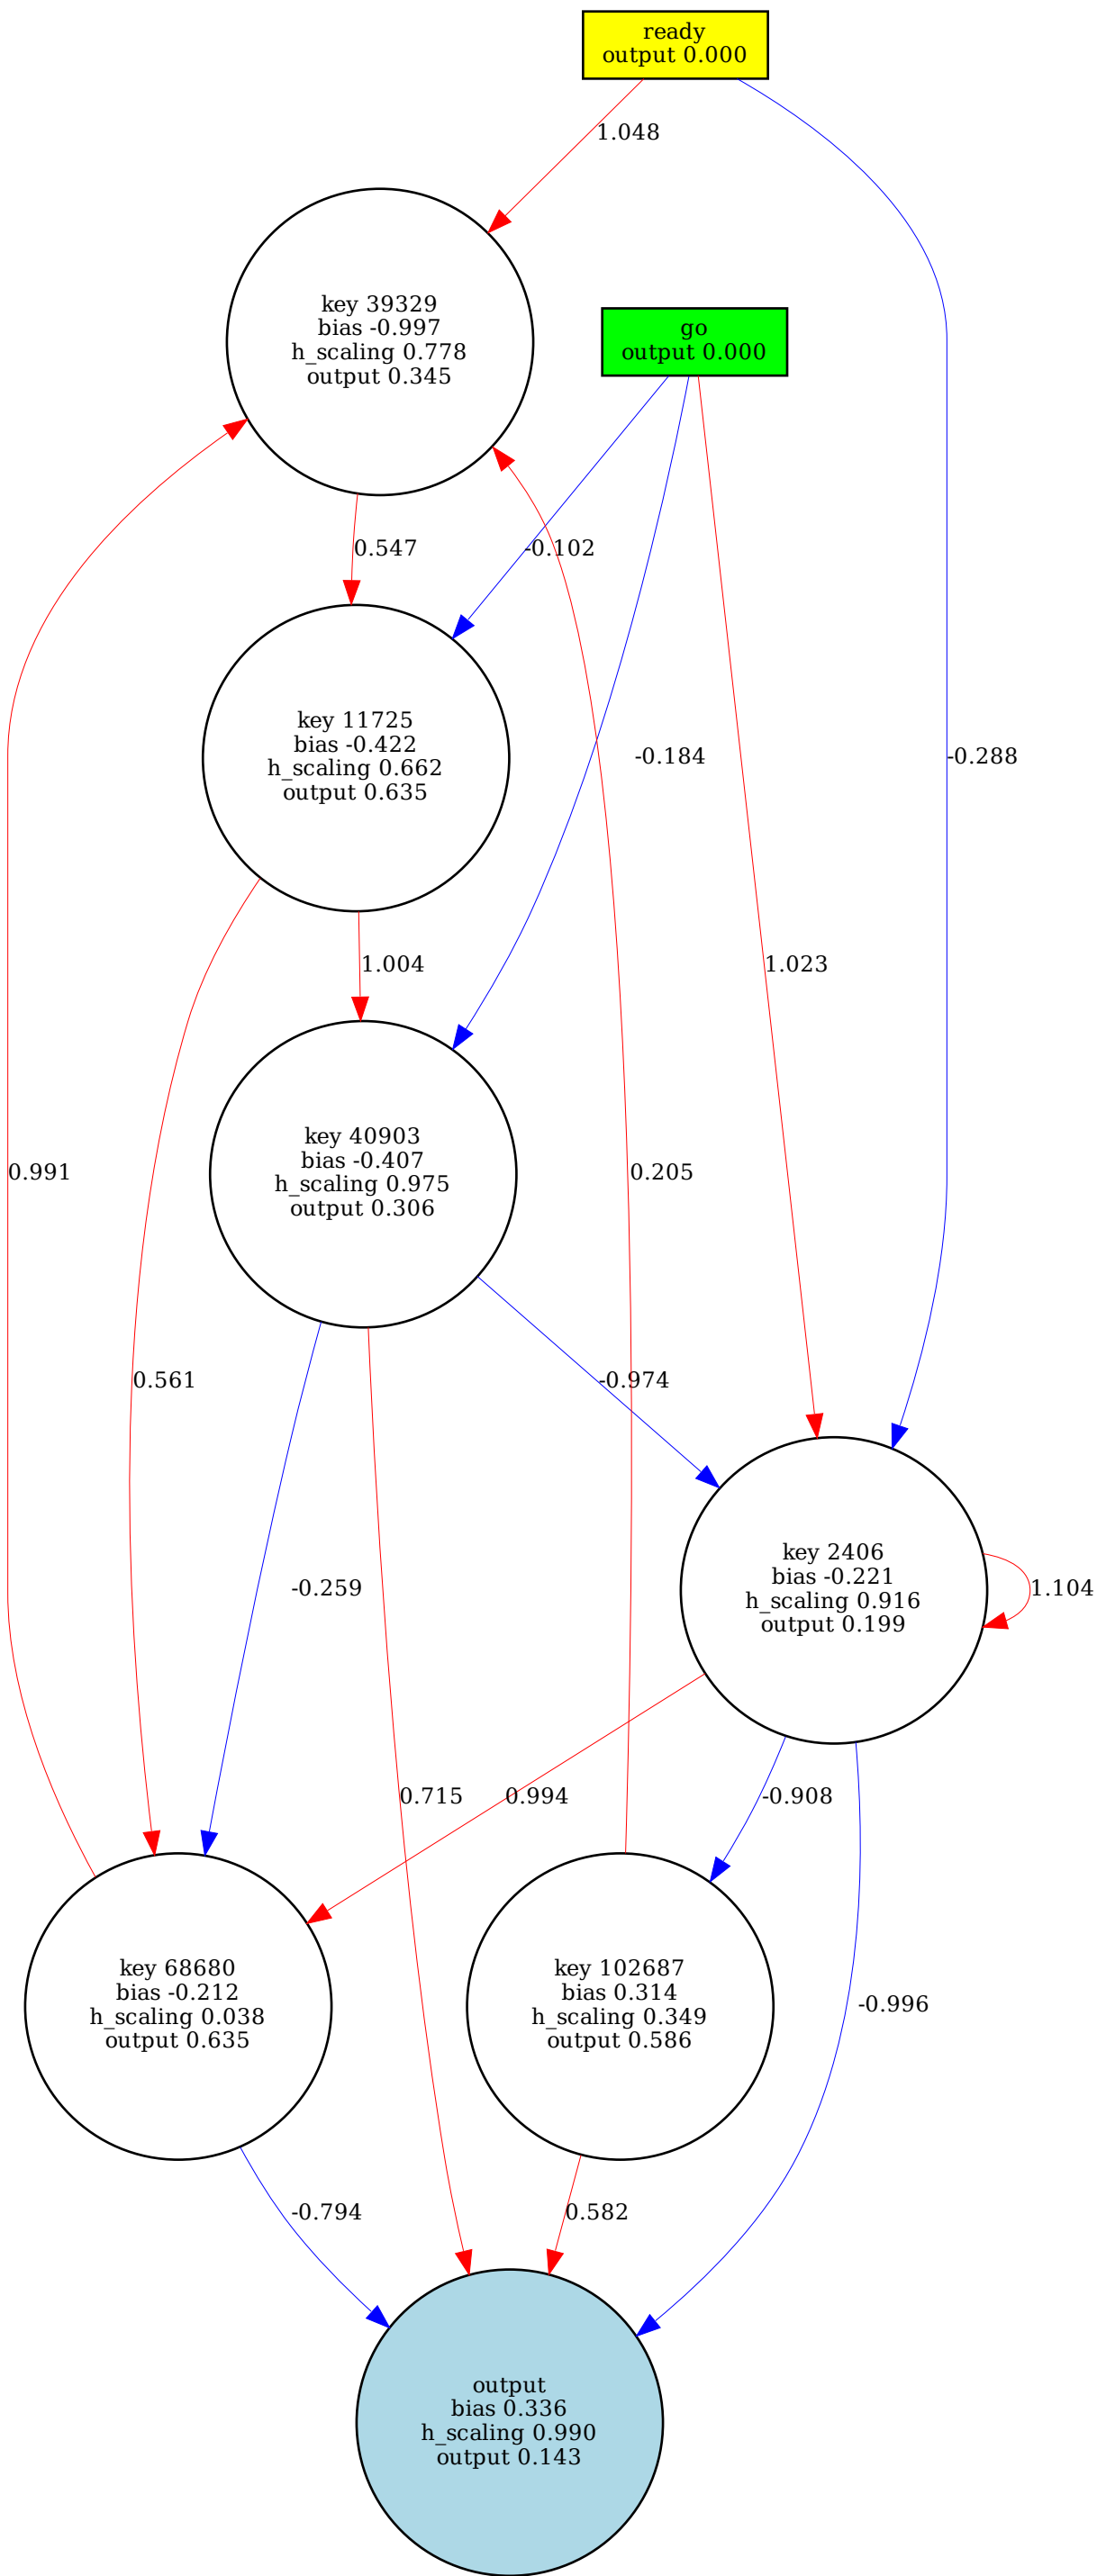 ready
output 0.000
1.048
key 39329
bias -0.997
h_scaling 0.778
output 0.345
go
output 0.000
0.547
-0.102
key 11725
bias -0.422
h_scaling 0.662
output 0.635
-0.184
-0.288
1.004
1.023
key 40903
bias -0.407
h_scaling 0.975
output 0.306
0.991
0.205
0.561
-0.974
key 2406
bias -0.221
h_scaling 0.916
output 0.199
-0.259
1.104
0.715
0.994
-0.908
key 68680
bias -0.212
h_scaling 0.038
output 0.635
key 102687
bias 0.314
h_scaling 0.349
output 0.586
-0.996
-0.794
0.582
output
bias 0.336
h_scaling 0.990
output 0.143